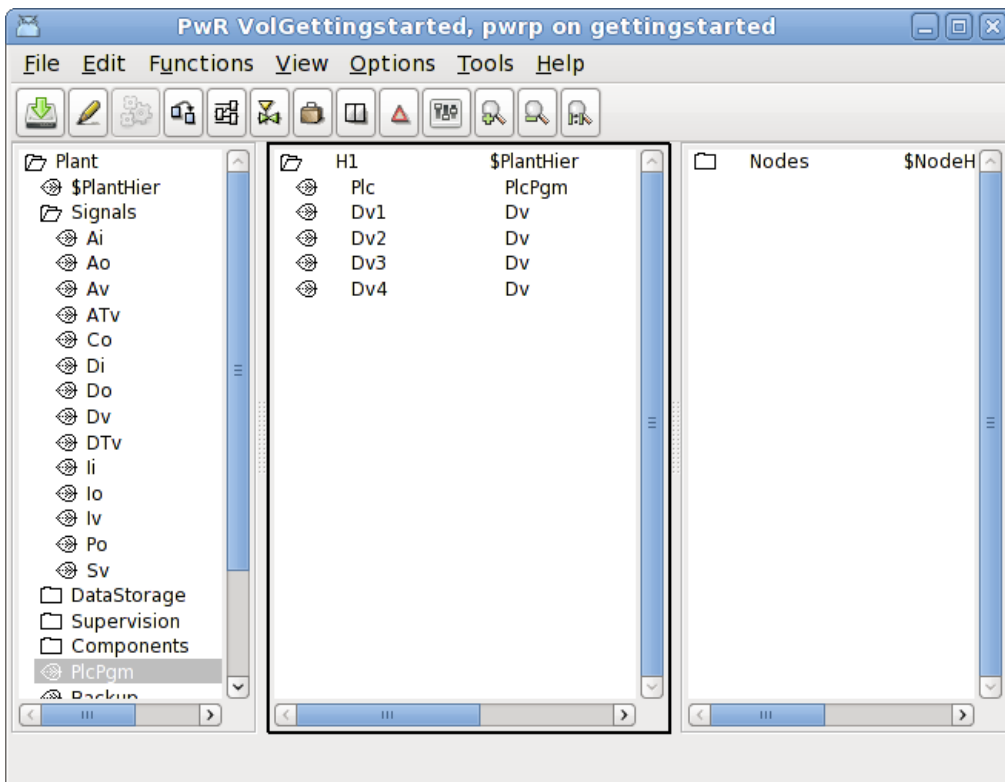 PwR VolGettingstarted, pwrp on gettingstarted
File Edit Functions View Options Tools Help
Plant
$PlantHier
Signals
Ai
Ao
Av
ATv
Co
Di
Do
Dv
DTv
Ii
Io
Iv
Po
Sv
DataStorage
Supervision
Components
PlcPgm
Backup
H1 $PlantHier
Plc PlcPgm
Dv1 Dv
Dv2 Dv
Dv3 Dv
Dv4 Dv
Nodes $NodeH